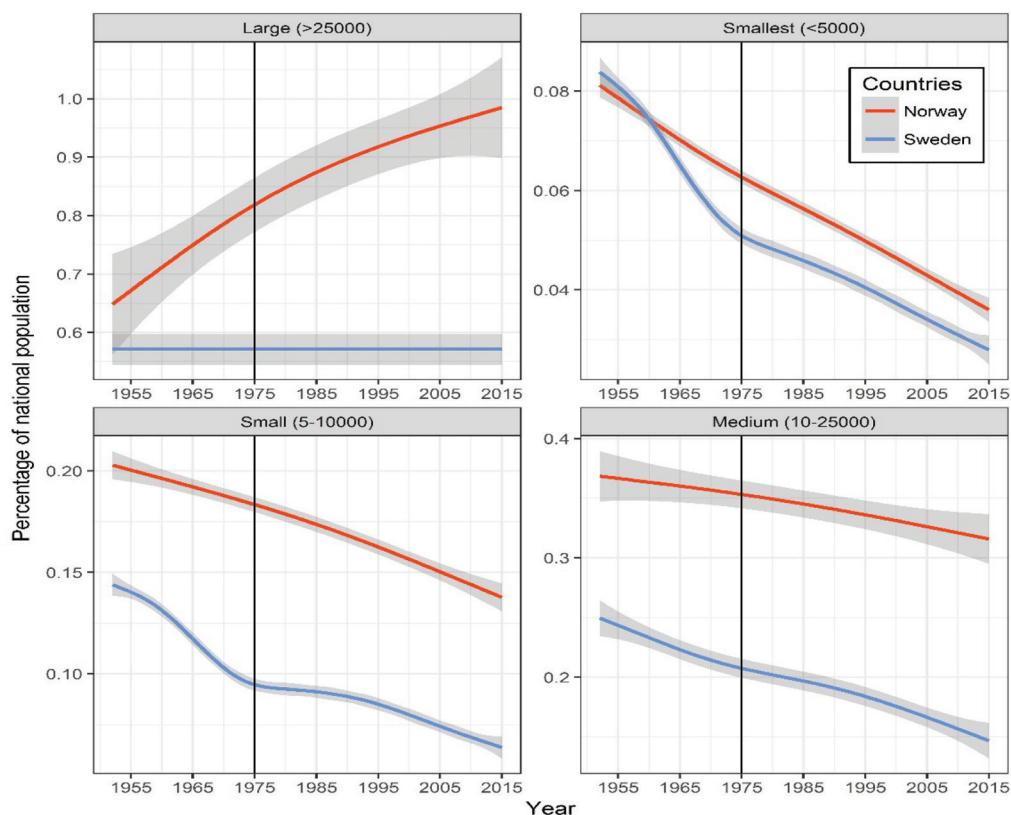 Large (>25000)
Smallest (<5000)
1.0
0.9
0.8
0.7
0.6
0.08
0.06
0.04
Countries
Norway
Sweden
1955 1965 1975 1985 1995 2005 2015
1955 1965 1975 1985 1995 2005 2015
Percentage of national population
Small (5-10000)
Medium (10-25000)
0.20
0.15
0.10
0.4
0.3
0.2
1955 1965 1975 1985 1995 2005 2015
1955 1965 1975 1985 1995 2005 2015
Year